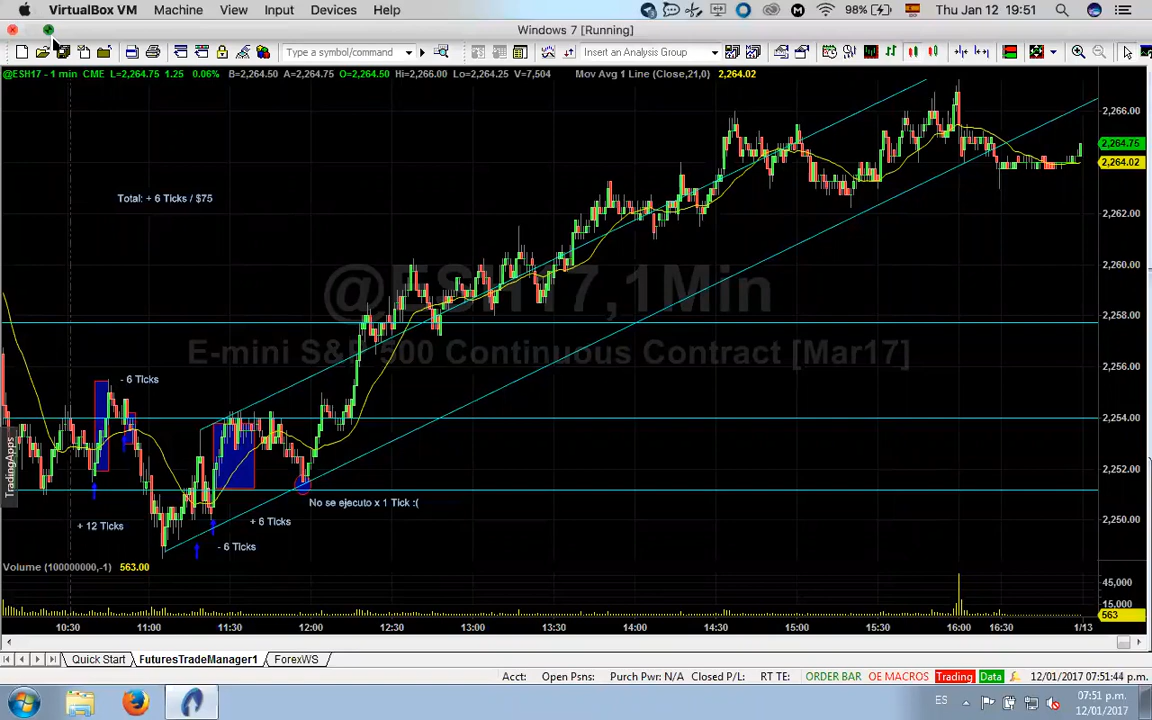 VirtualBox VM Machine View Input Devices Help 98% Thu Jan 12 19:51
Windows 7 [Running]
Type a symbol/command Insert an Analysis Group
@ESH17 - 1 min CME L=2,264.75 1.25 0.06% B=2,264.50 A=2,264.75 O=2,264.50 Hi=2,266.00 Lo=2,264.25 V=7,504 Mov Avg 1 Line (Close,21,0) 2,264.02
2,266.00
2,264.75
2,264.02
Total: + 6 Ticks / $75
2,262.00
2,260.00
@ESH17,1Min
2,258.00
E-mini S&P 500 Continuous Contract [Mar17]
2,256.00
- 6 Ticks
2,254.00
TradingApps
2,252.00
No se ejecuto x 1 Tick :(
+ 12 Ticks
+ 6 Ticks
2,250.00
- 6 Ticks
Volume (100000000,-1) 563.00
45,000
15,000
563
10:30 11:00 11:30 12:00 12:30 13:00 13:30 14:00 14:30 15:00 15:30 16:00 16:30 1/13
Quick Start FuturesTradeManager1 ForexWS
Acct: Open Psns: Purch Pwr: N/A Closed P/L: RT TE: ORDER BAR OE MACROS Trading Data 12/01/2017 07:51:44 p.m.
ES 07:51 p.m.
12/01/2017